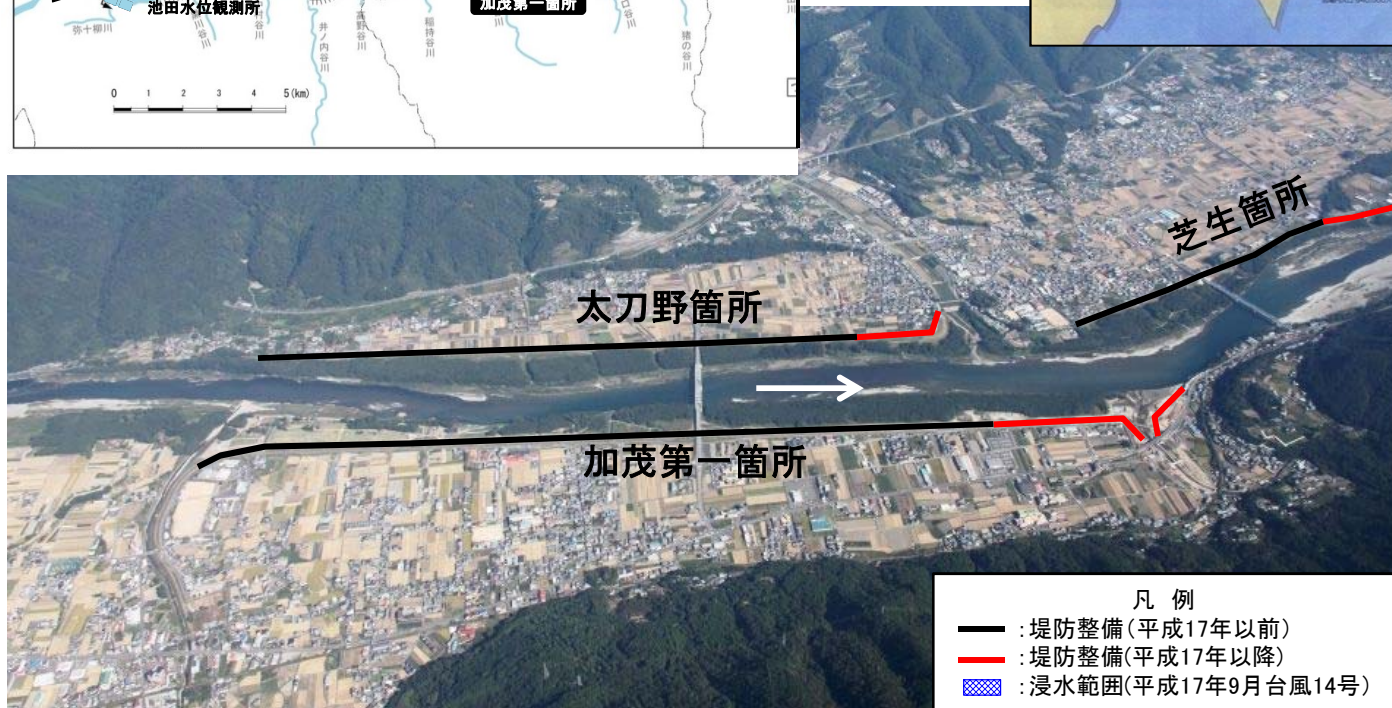 池田水位観測所
加茂第一箇所
弥十柳川
井ノ内谷川
稲持谷川
猪の谷川
0 1 2 3 4 5(km)
芝生箇所
太刀野箇所
加茂第一箇所
凡 例
:堤防整備(平成17年以前)
:堤防整備(平成17年以降)
:浸水範囲(平成17年9月台風14号)